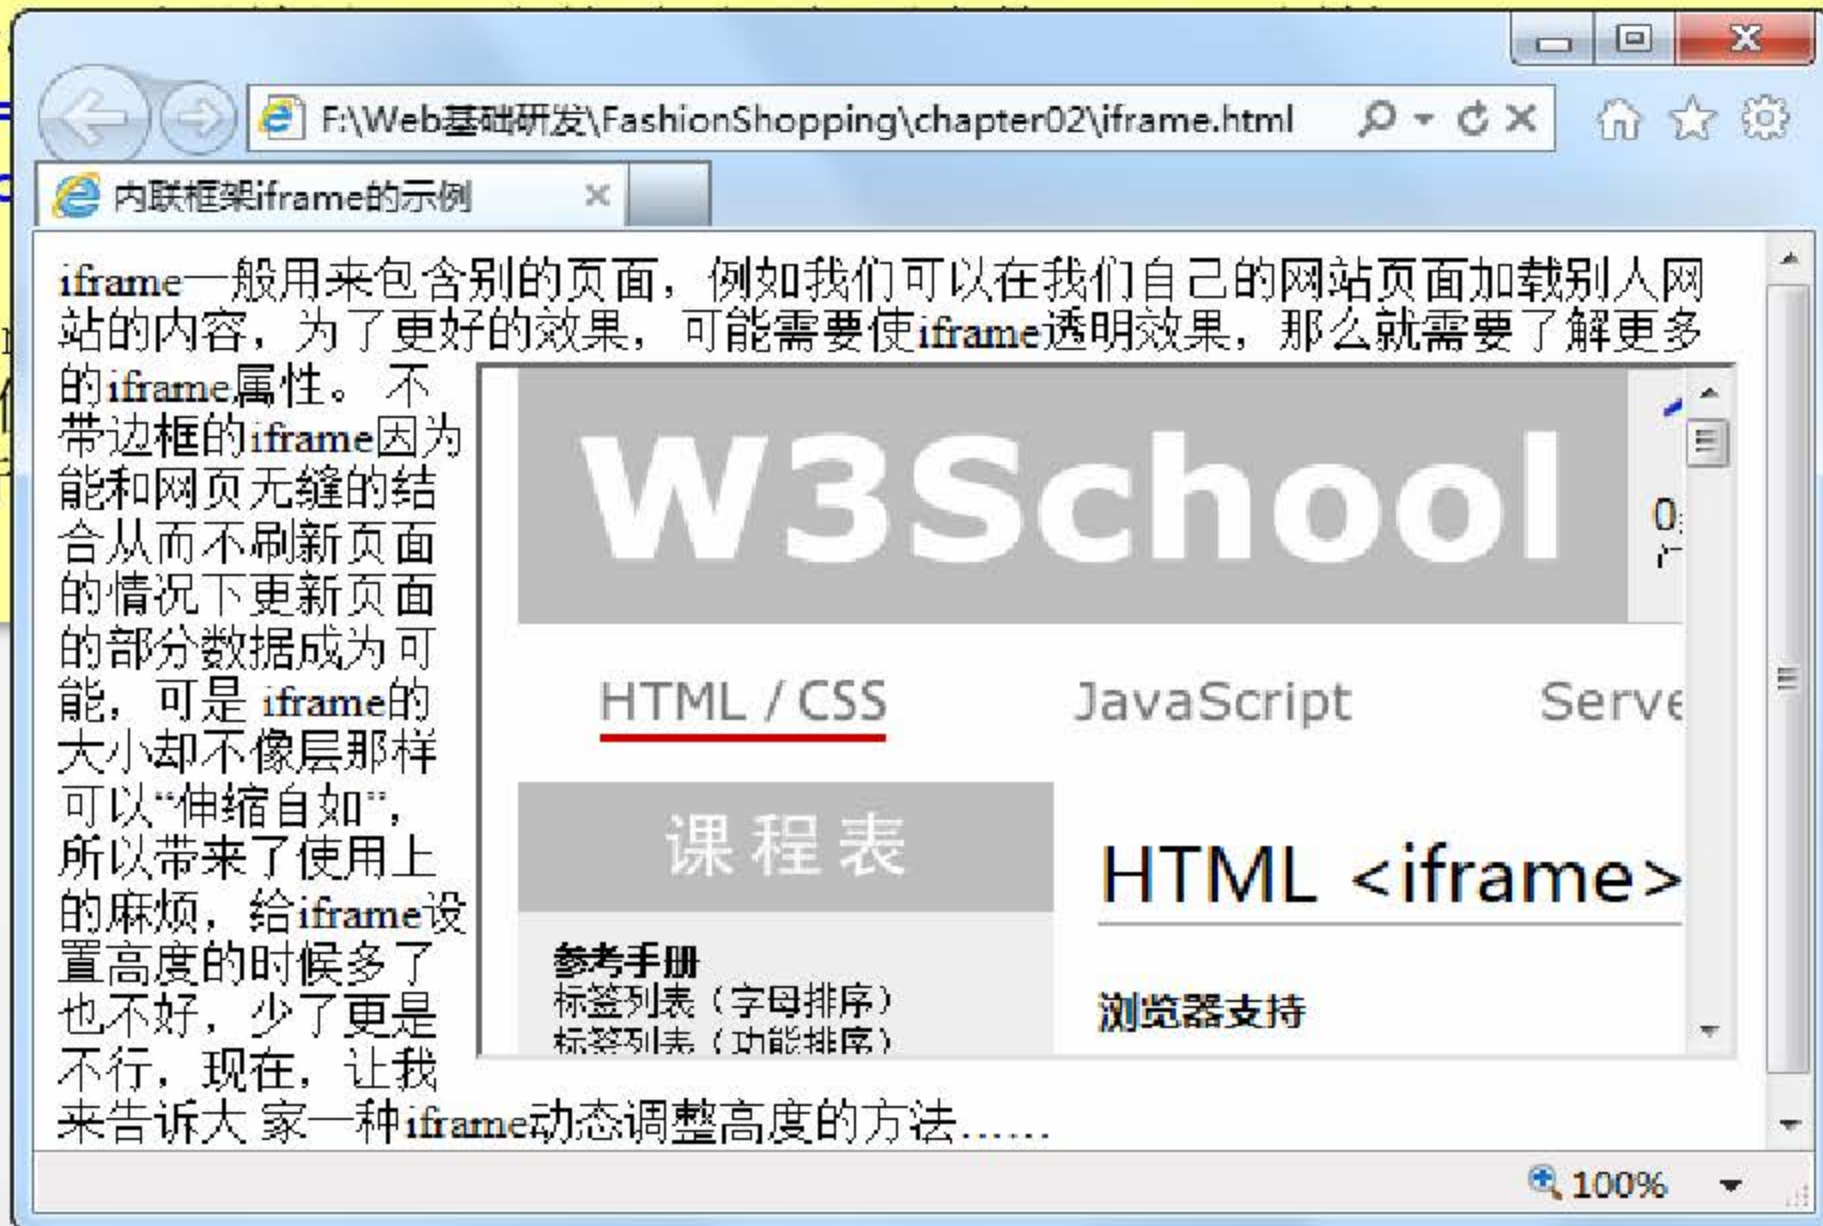 F:\Web基础研发\FashionShopping\chapter02\iframe.html
内联框架iframe的示例
iframe一般用来包含别的页面，例如我们可以在我们自己的网站页面加载别人网
站的内容，为了更好的效果，可能需要使iframe透明效果，那么就需要了解更多
的iframe属性。 不
带边框的iframe因为
能和网页无缝的结
合从而不刷新页面
的情况下更新页面
的部分数据成为可
能，可是 iframe的
大小却不像层那样
可以“伸缩自如”，
所以带来了使用上
的麻烦，给iframe设
置高度的时候多了
也不好，少了更是
不行，现在，让我
来告诉大 家一种iframe动态调整高度的方法……
W3School
HTML / CSS JavaScript Serve
课程表
HTML <iframe>
参考手册
标签列表（字母排序）
标签列表（功能排序）
浏览器支持
100%